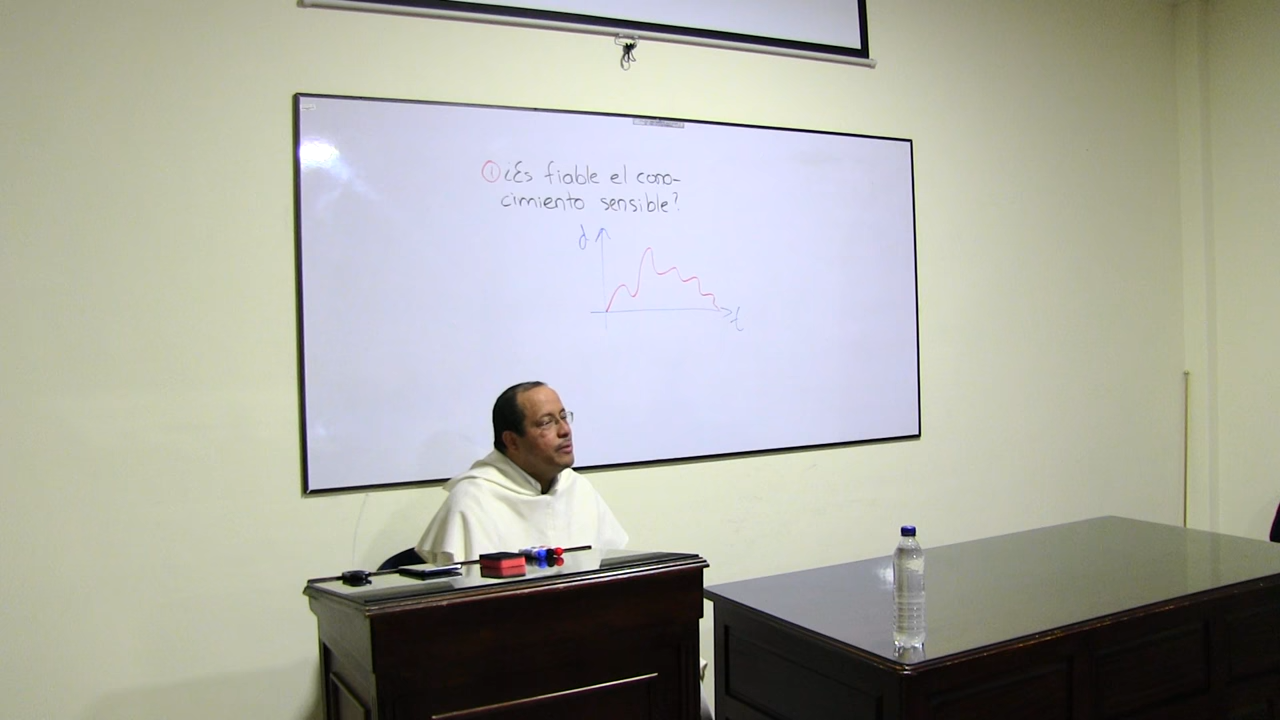 ① ¿Es fiable el cono-
cimiento sensible?
d
t